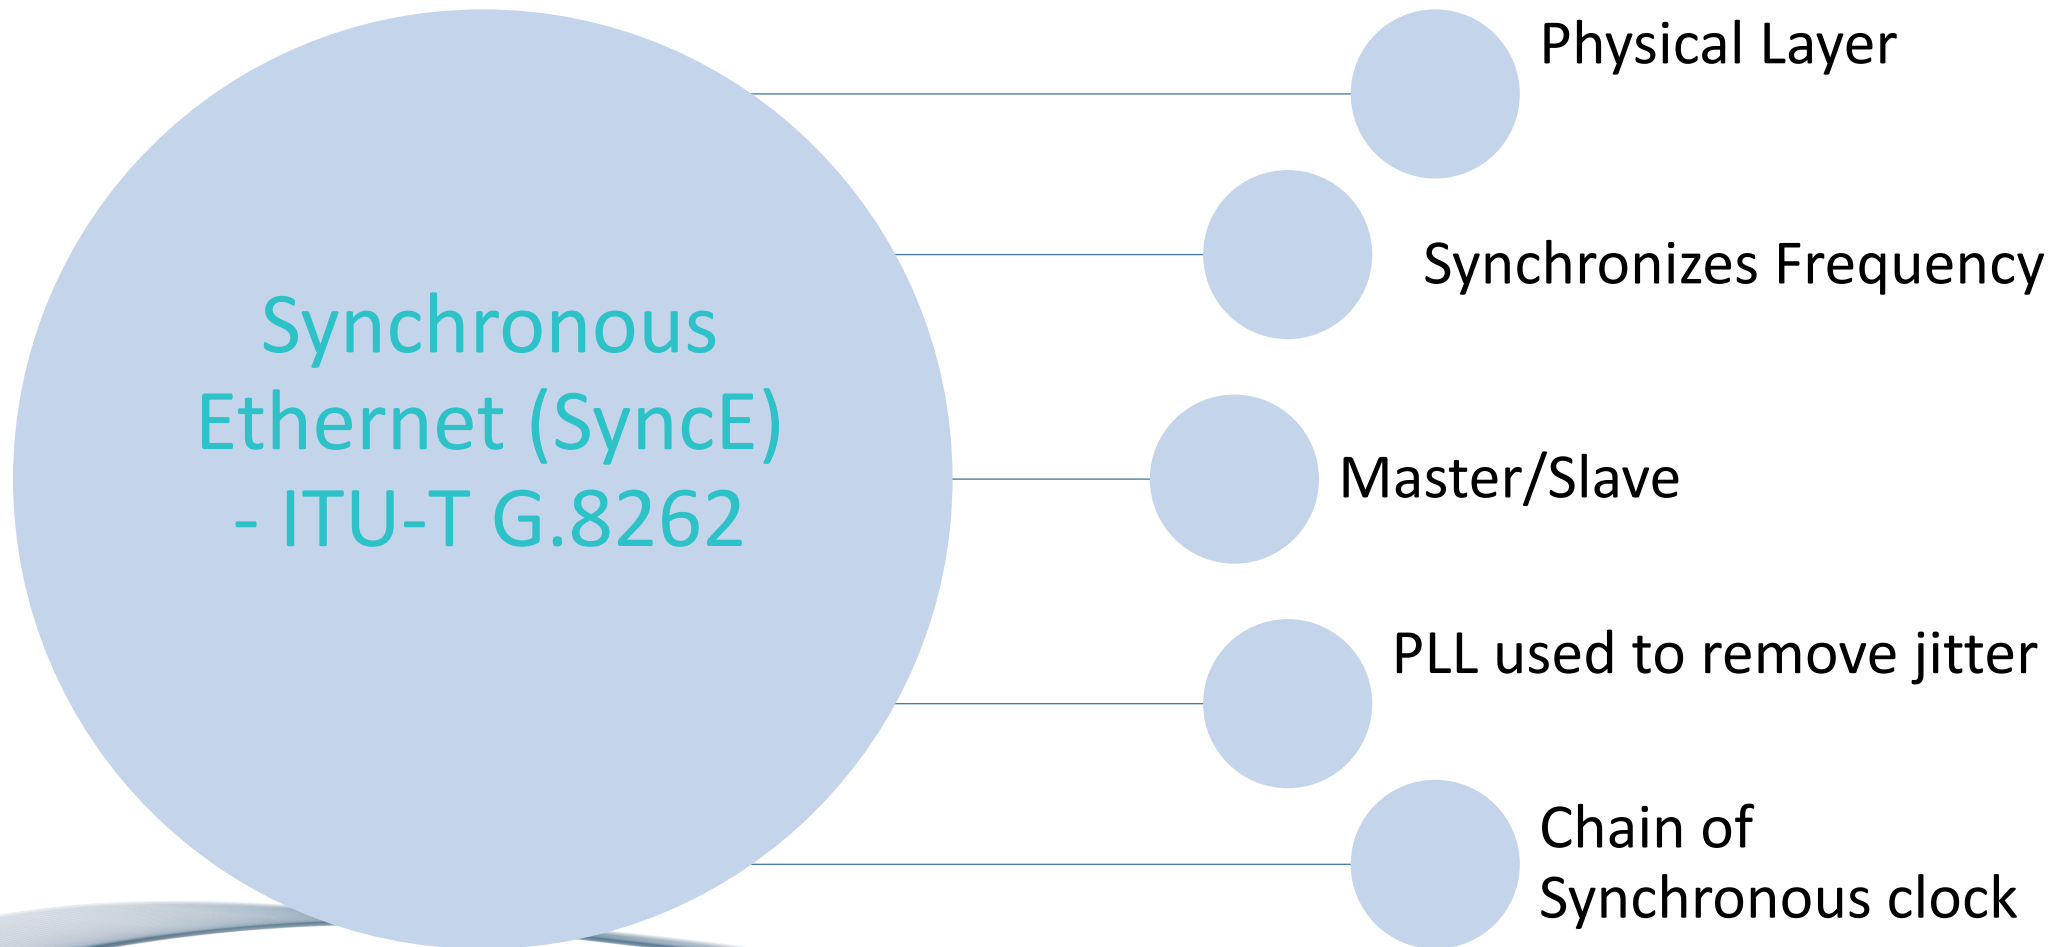 Synchronous
Ethernet (SyncE)
- ITU-T G.8262
Physical Layer
Synchronizes Frequency
Master/Slave
PLL used to remove jitter
Chain of
Synchronous clock